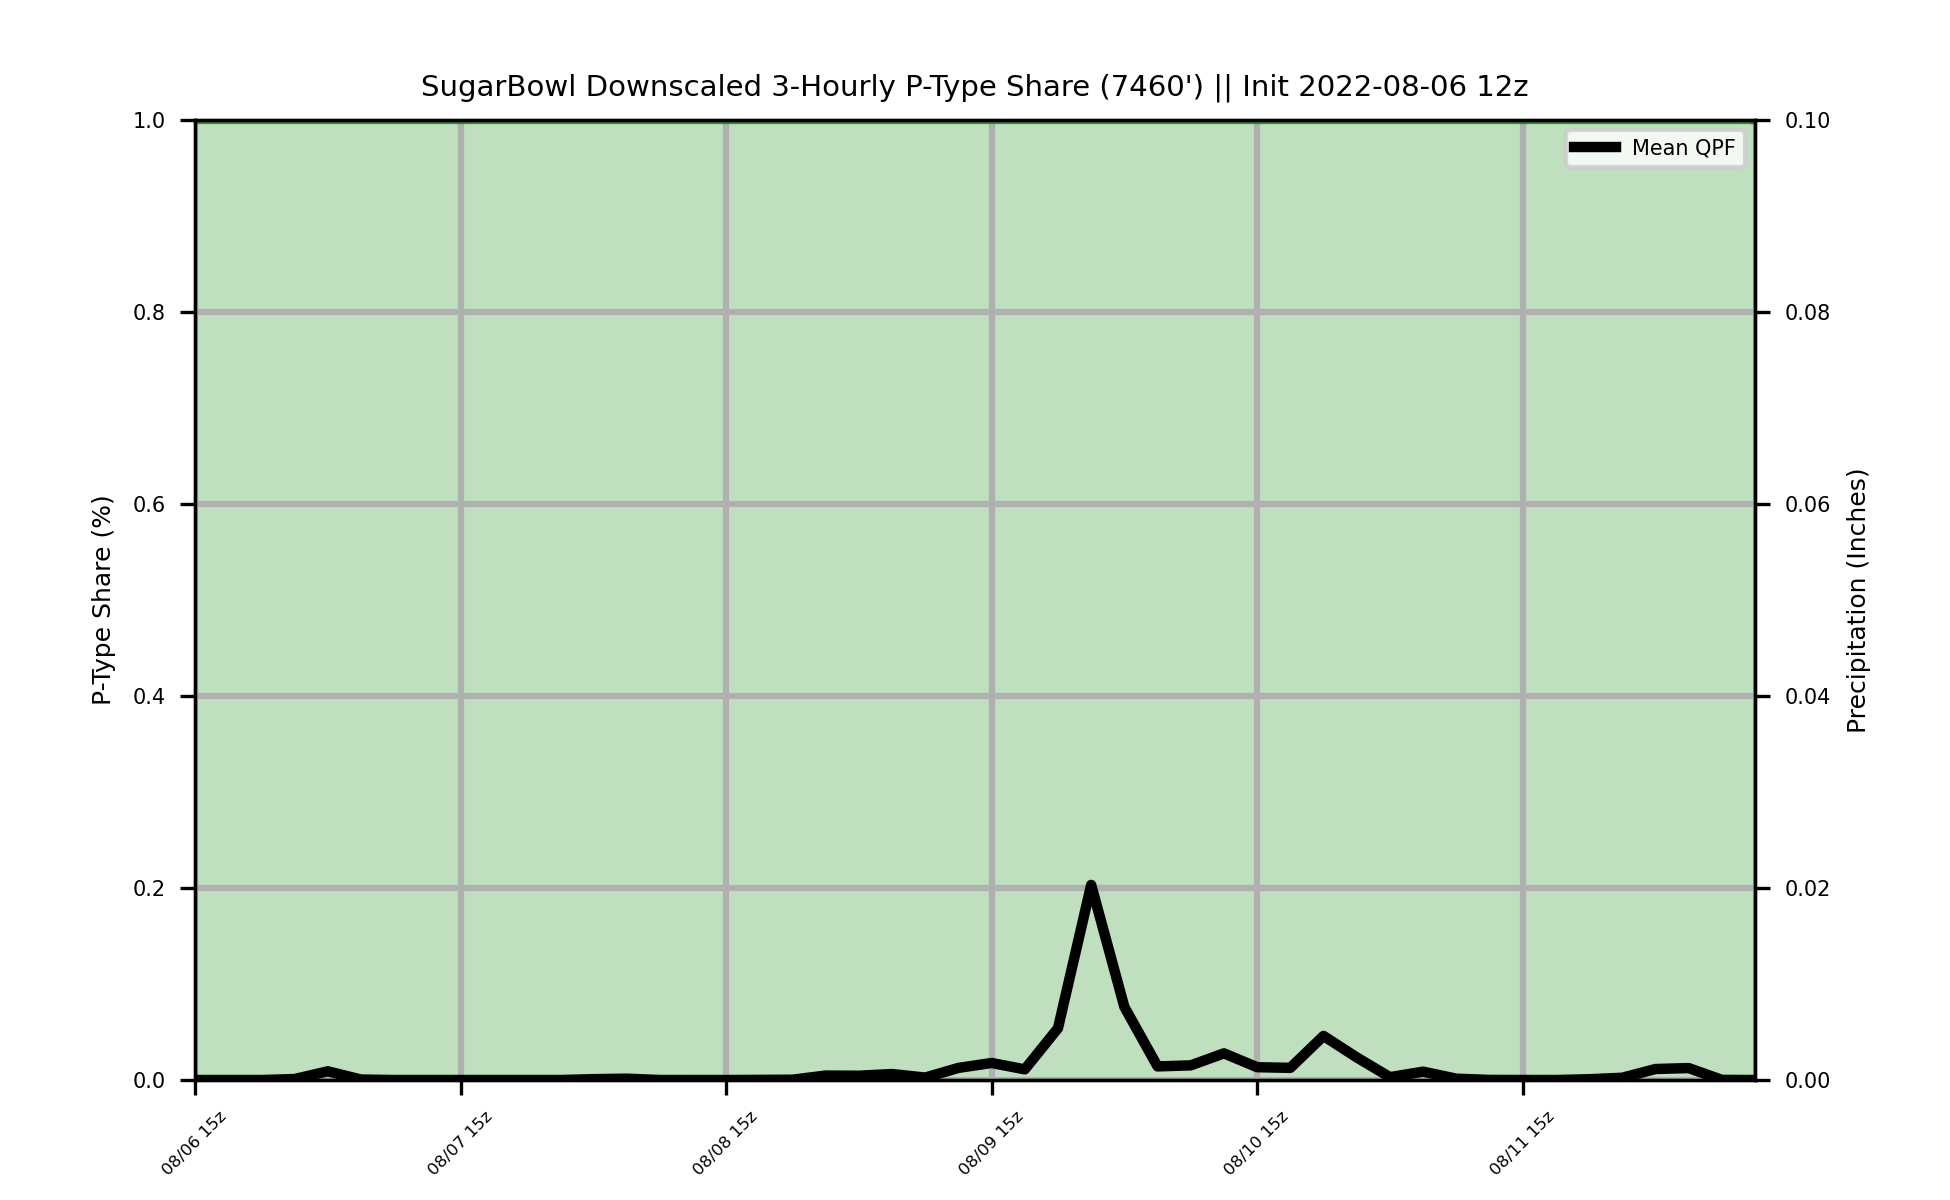 SugarBowl Downscaled 3-Hourly P-Type Share (7460') || Init 2022-08-06 12z
Mean QPF
P-Type Share (%)
1.0
0.8
0.6
0.4
0.2
0.0
0.10
0.08
0.06
0.04
0.02
0.00
Precipitation (Inches)
08/06 15z
08/07 15z
08/08 15z
08/09 15z
08/10 15z
08/11 15z